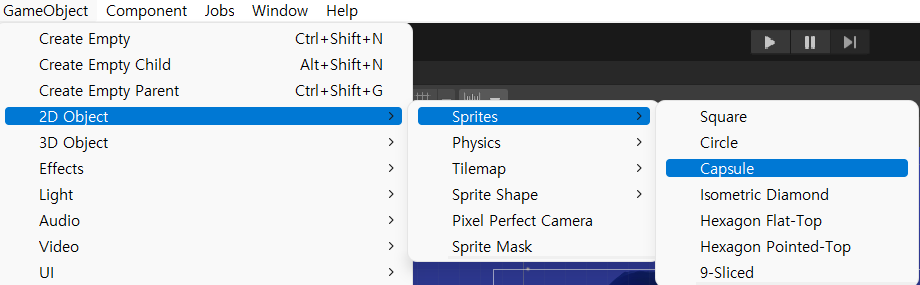 GameObject Component Jobs Window Help
Create Empty Ctrl+Shift+N
Create Empty Child Alt+Shift+N
Create Empty Parent Ctrl+Shift+G
2D Object
3D Object
Effects
Light
Audio
Video
UI
Sprites
Physics
Tilemap
Sprite Shape
Pixel Perfect Camera
Sprite Mask
Square
Circle
Capsule
Isometric Diamond
Hexagon Flat-Top
Hexagon Pointed-Top
9-Sliced